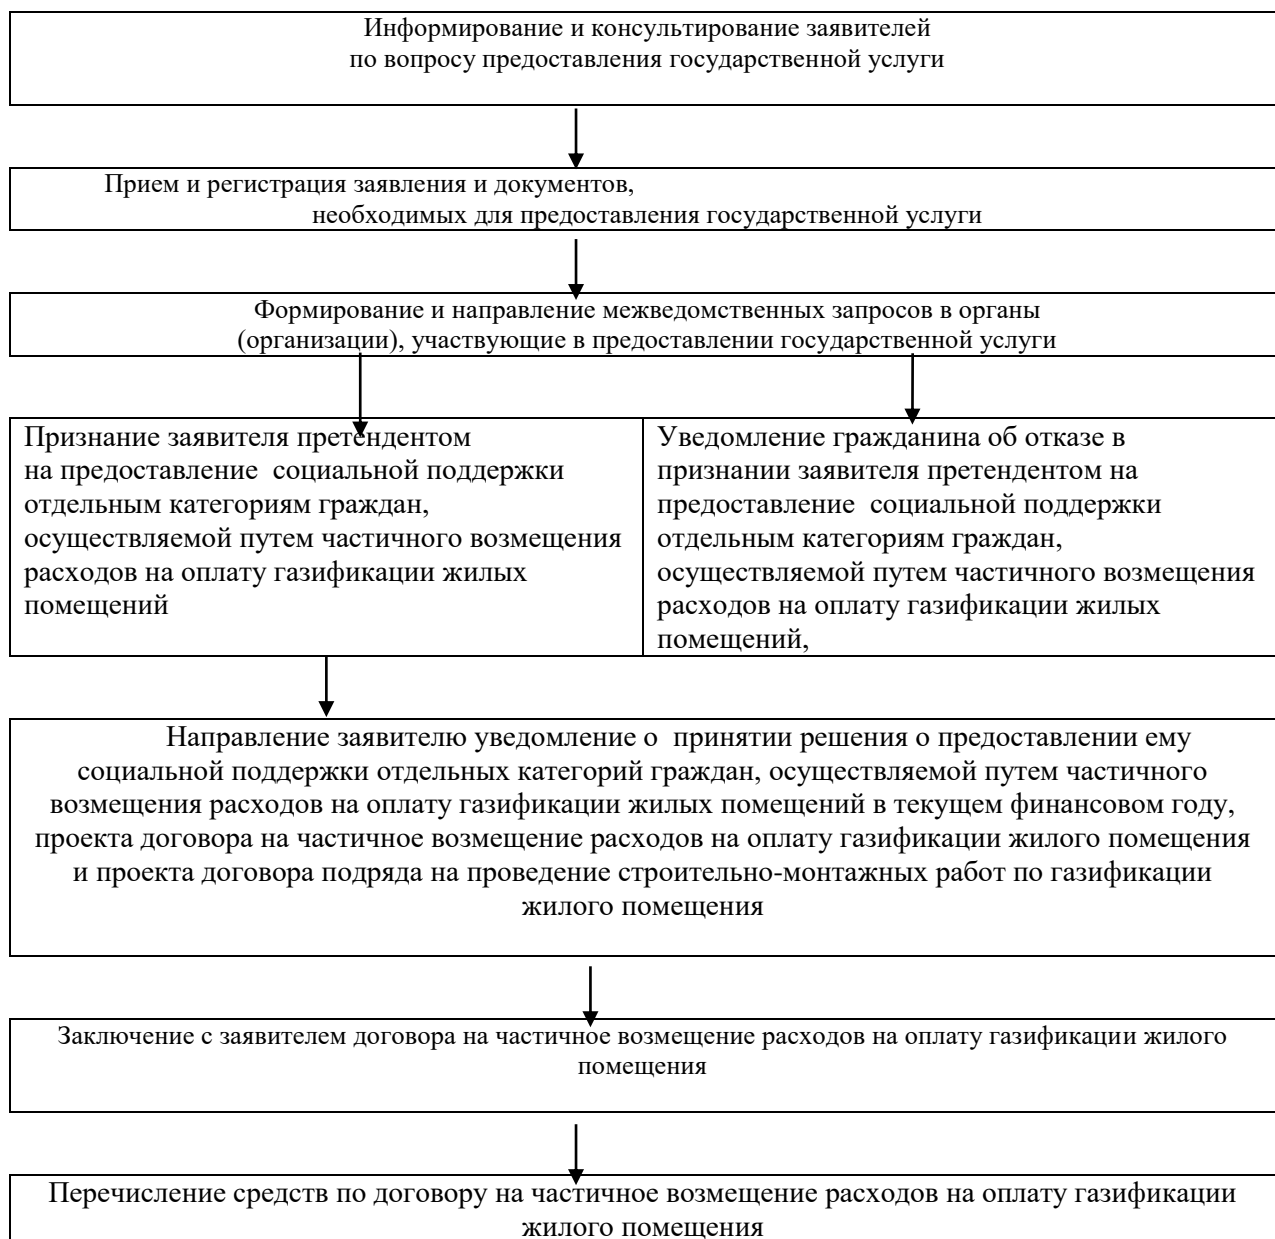 Информирование и консультирование заявителей
по вопросу предоставления государственной услуги
Прием и регистрация заявления и документов,
необходимых для предоставления государственной услуги
Формирование и направление межведомственных запросов в органы
(организации), участвующие в предоставлении государственной услуги
Признание заявителя претендентом
на предоставление социальной поддержки
отдельным категориям граждан,
осуществляемой путем частичного возмещения
расходов на оплату газификации жилых
помещений
Уведомление гражданина об отказе в
признании заявителя претендентом на
предоставление социальной поддержки
отдельным категориям граждан,
осуществляемой путем частичного возмещения
расходов на оплату газификации жилых
помещений,
Направление заявителю уведомление о принятии решения о предоставлении ему
социальной поддержки отдельных категорий граждан, осуществляемой путем частичного
возмещения расходов на оплату газификации жилых помещений в текущем финансовом году,
проекта договора на частичное возмещение расходов на оплату газификации жилого помещения
и проекта договора подряда на проведение строительно-монтажных работ по газификации
жилого помещения
Заключение с заявителем договора на частичное возмещение расходов на оплату газификации жилого
помещения
Перечисление средств по договору на частичное возмещение расходов на оплату газификации
жилого помещения